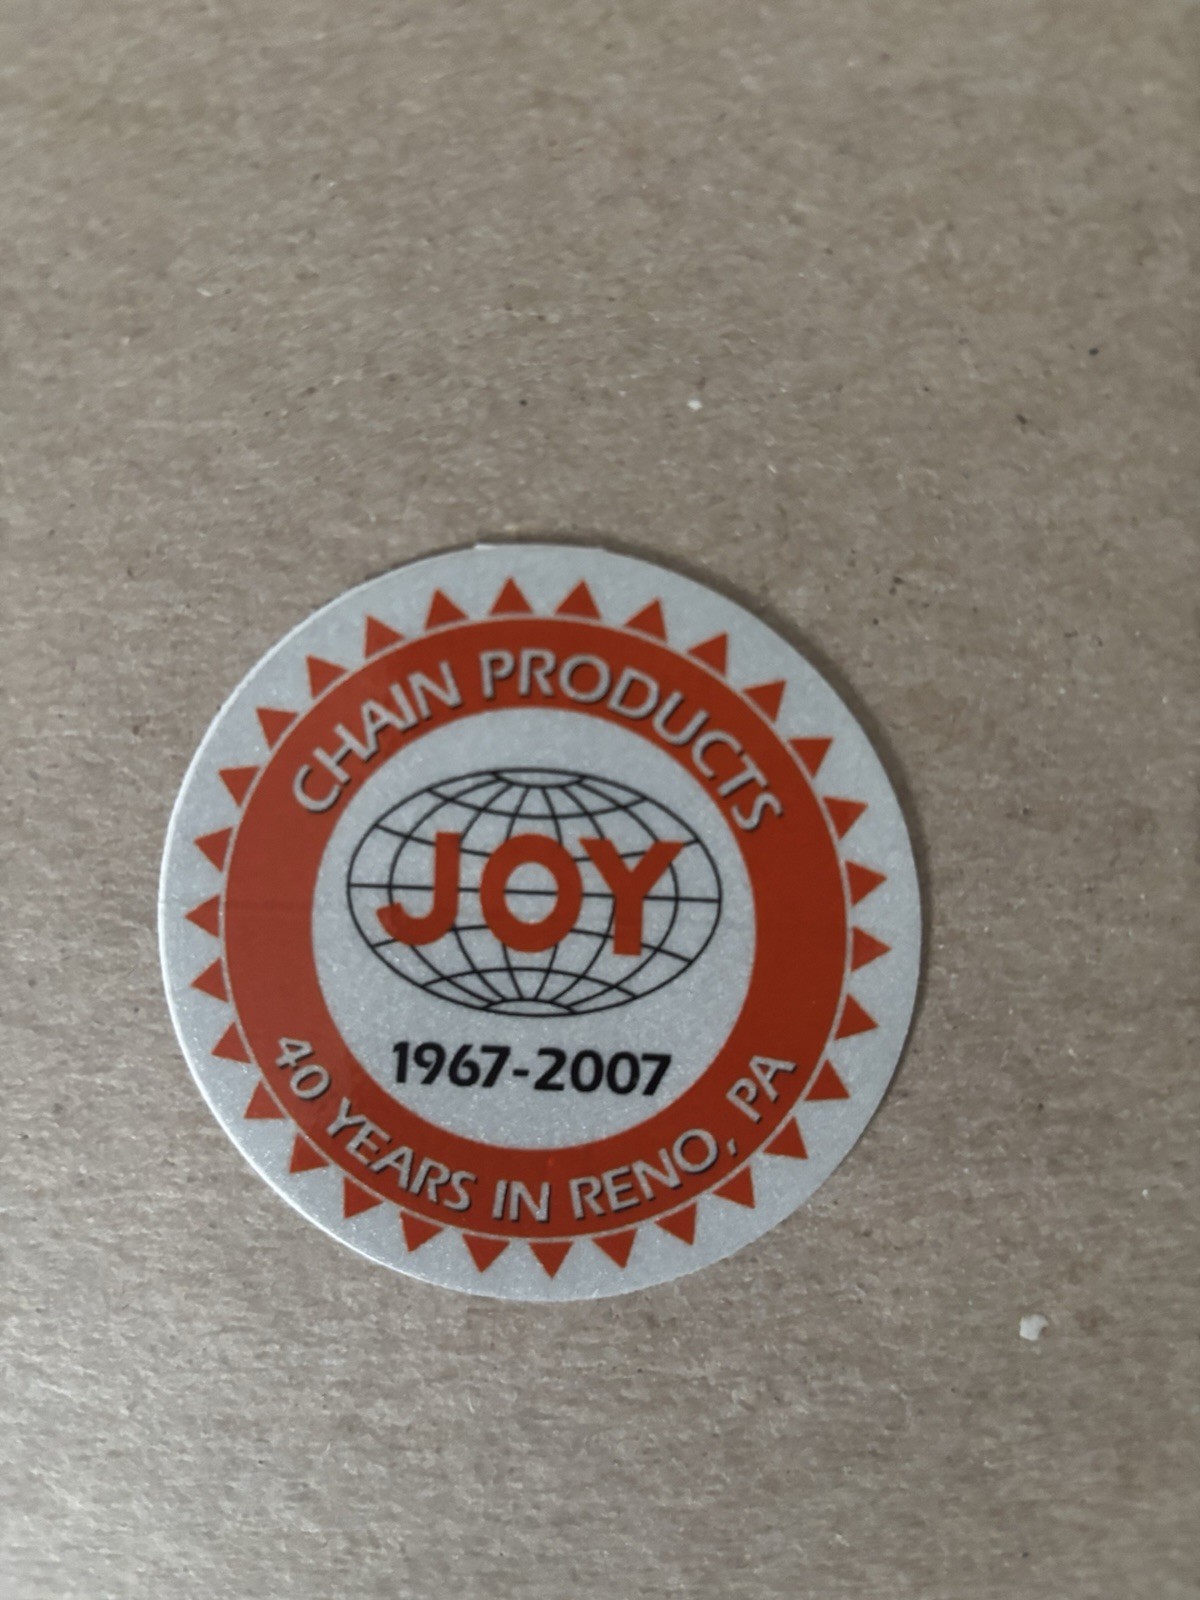 CHAIN PRODUCTS
JOY
1967-2007
40 YEARS IN RENO, PA